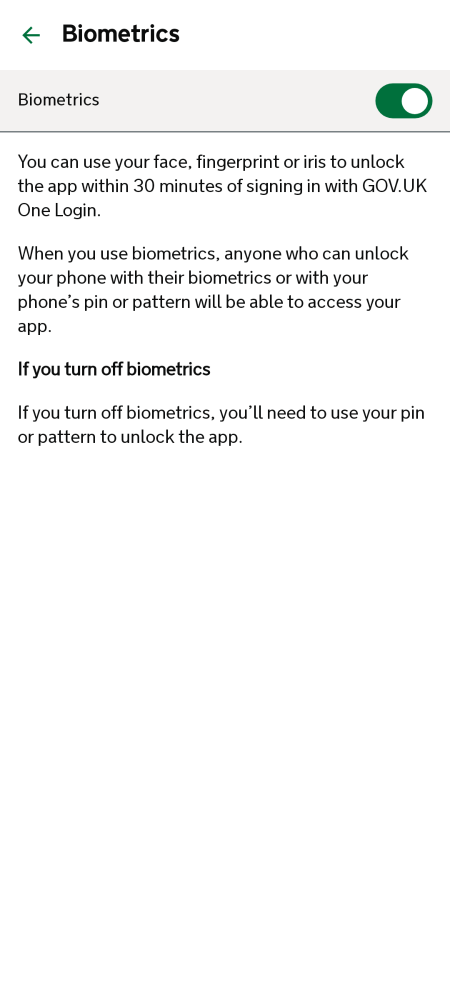 Biometrics
Biometrics
You can use your face, fingerprint or iris to unlock
the app within 30 minutes of signing in with GOV.UK
One Login.
When you use biometrics, anyone who can unlock
your phone with their biometrics or with your
phone’s pin or pattern will be able to access your
app.
If you turn off biometrics
If you turn off biometrics, you’ll need to use your pin
or pattern to unlock the app.